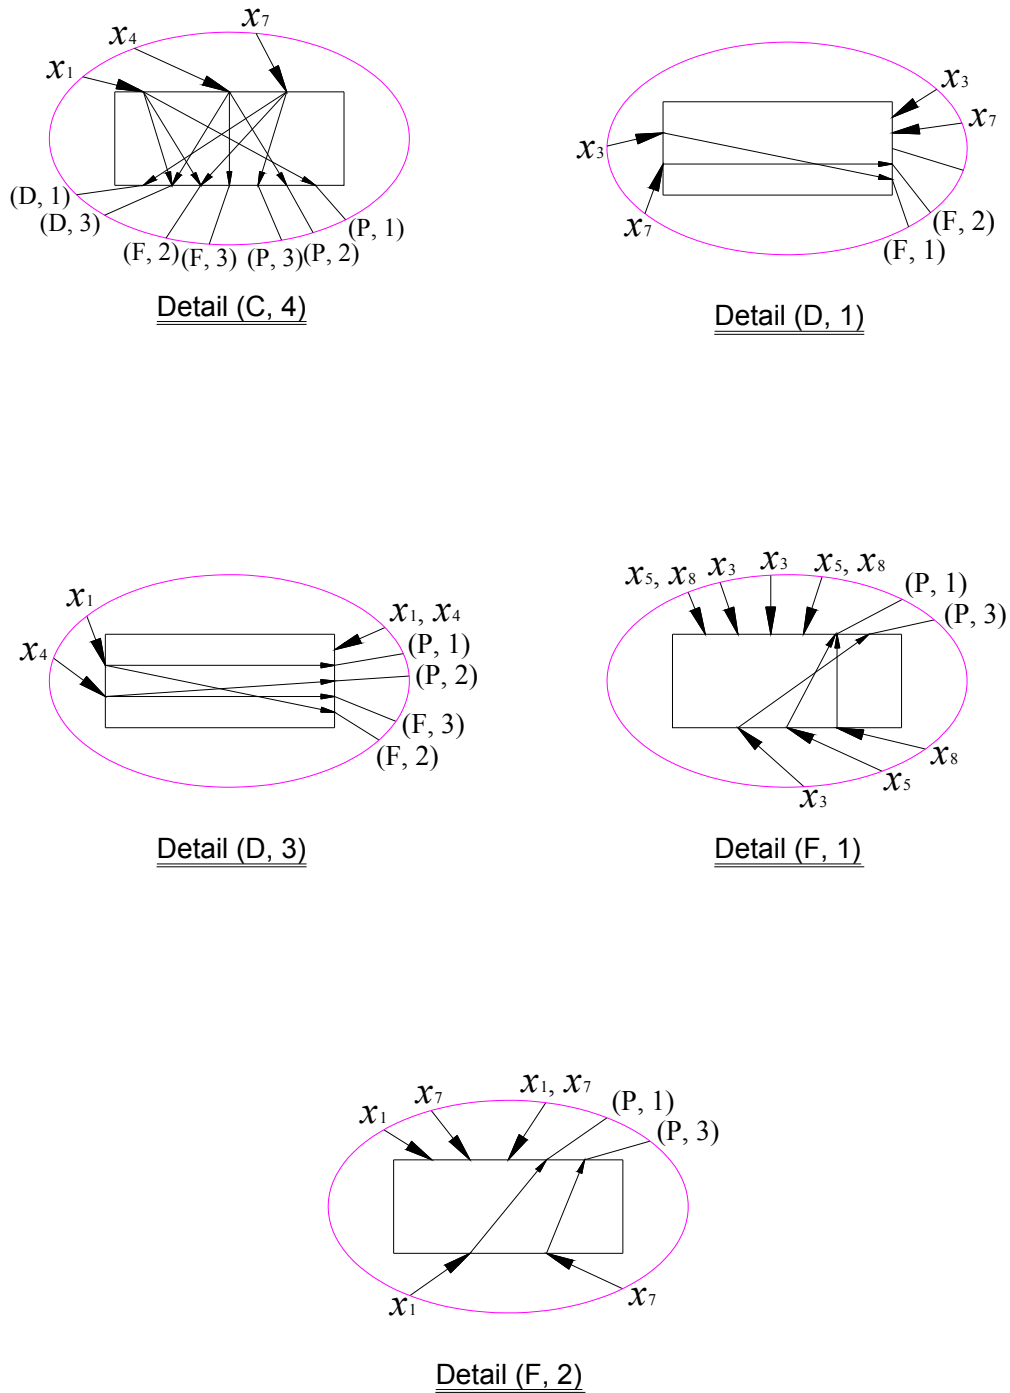 x7
x4
x1
(D, 1)
(D, 3)
(F, 2)
(F, 3)
(P, 3)
(P, 2)
(P, 1)
Detail (C, 4)
x3
x7
x3
x7
(F, 2)
(F, 1)
Detail (D, 1)
x1
x4
x1, x4
(P, 1)
(P, 2)
(F, 3)
(F, 2)
Detail (D, 3)
x5, x8
x3
x3
x5, x8
(P, 1)
(P, 3)
x8
x5
x3
Detail (F, 1)
x1
x7
x1, x7
(P, 1)
(P, 3)
x1
x7
Detail (F, 2)